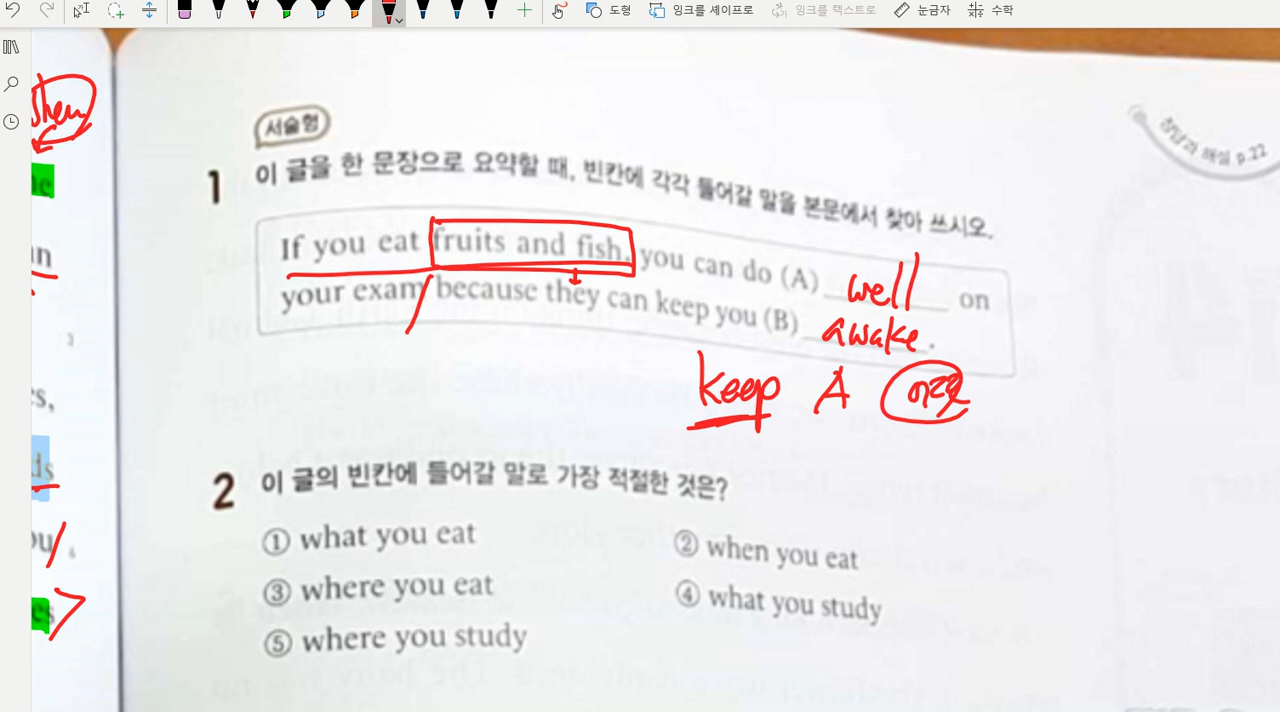 도형
잉크를 셰이프로
잉크를 텍스트로
눈금자
수학
서술형
정답과 해설 p.22
1 이 글을 한 문장으로 요약할 때, 빈칸에 각각 들어갈 말을 본문에서 찾아 쓰시오.
If you eat fruits and fish, you can do (A) well on
your exam because they can keep you (B) awake.
keep A
2 이 글의 빈칸에 들어갈 말로 가장 적절한 것은?
① what you eat
② when you eat
③ where you eat
④ what you study
⑤ where you study